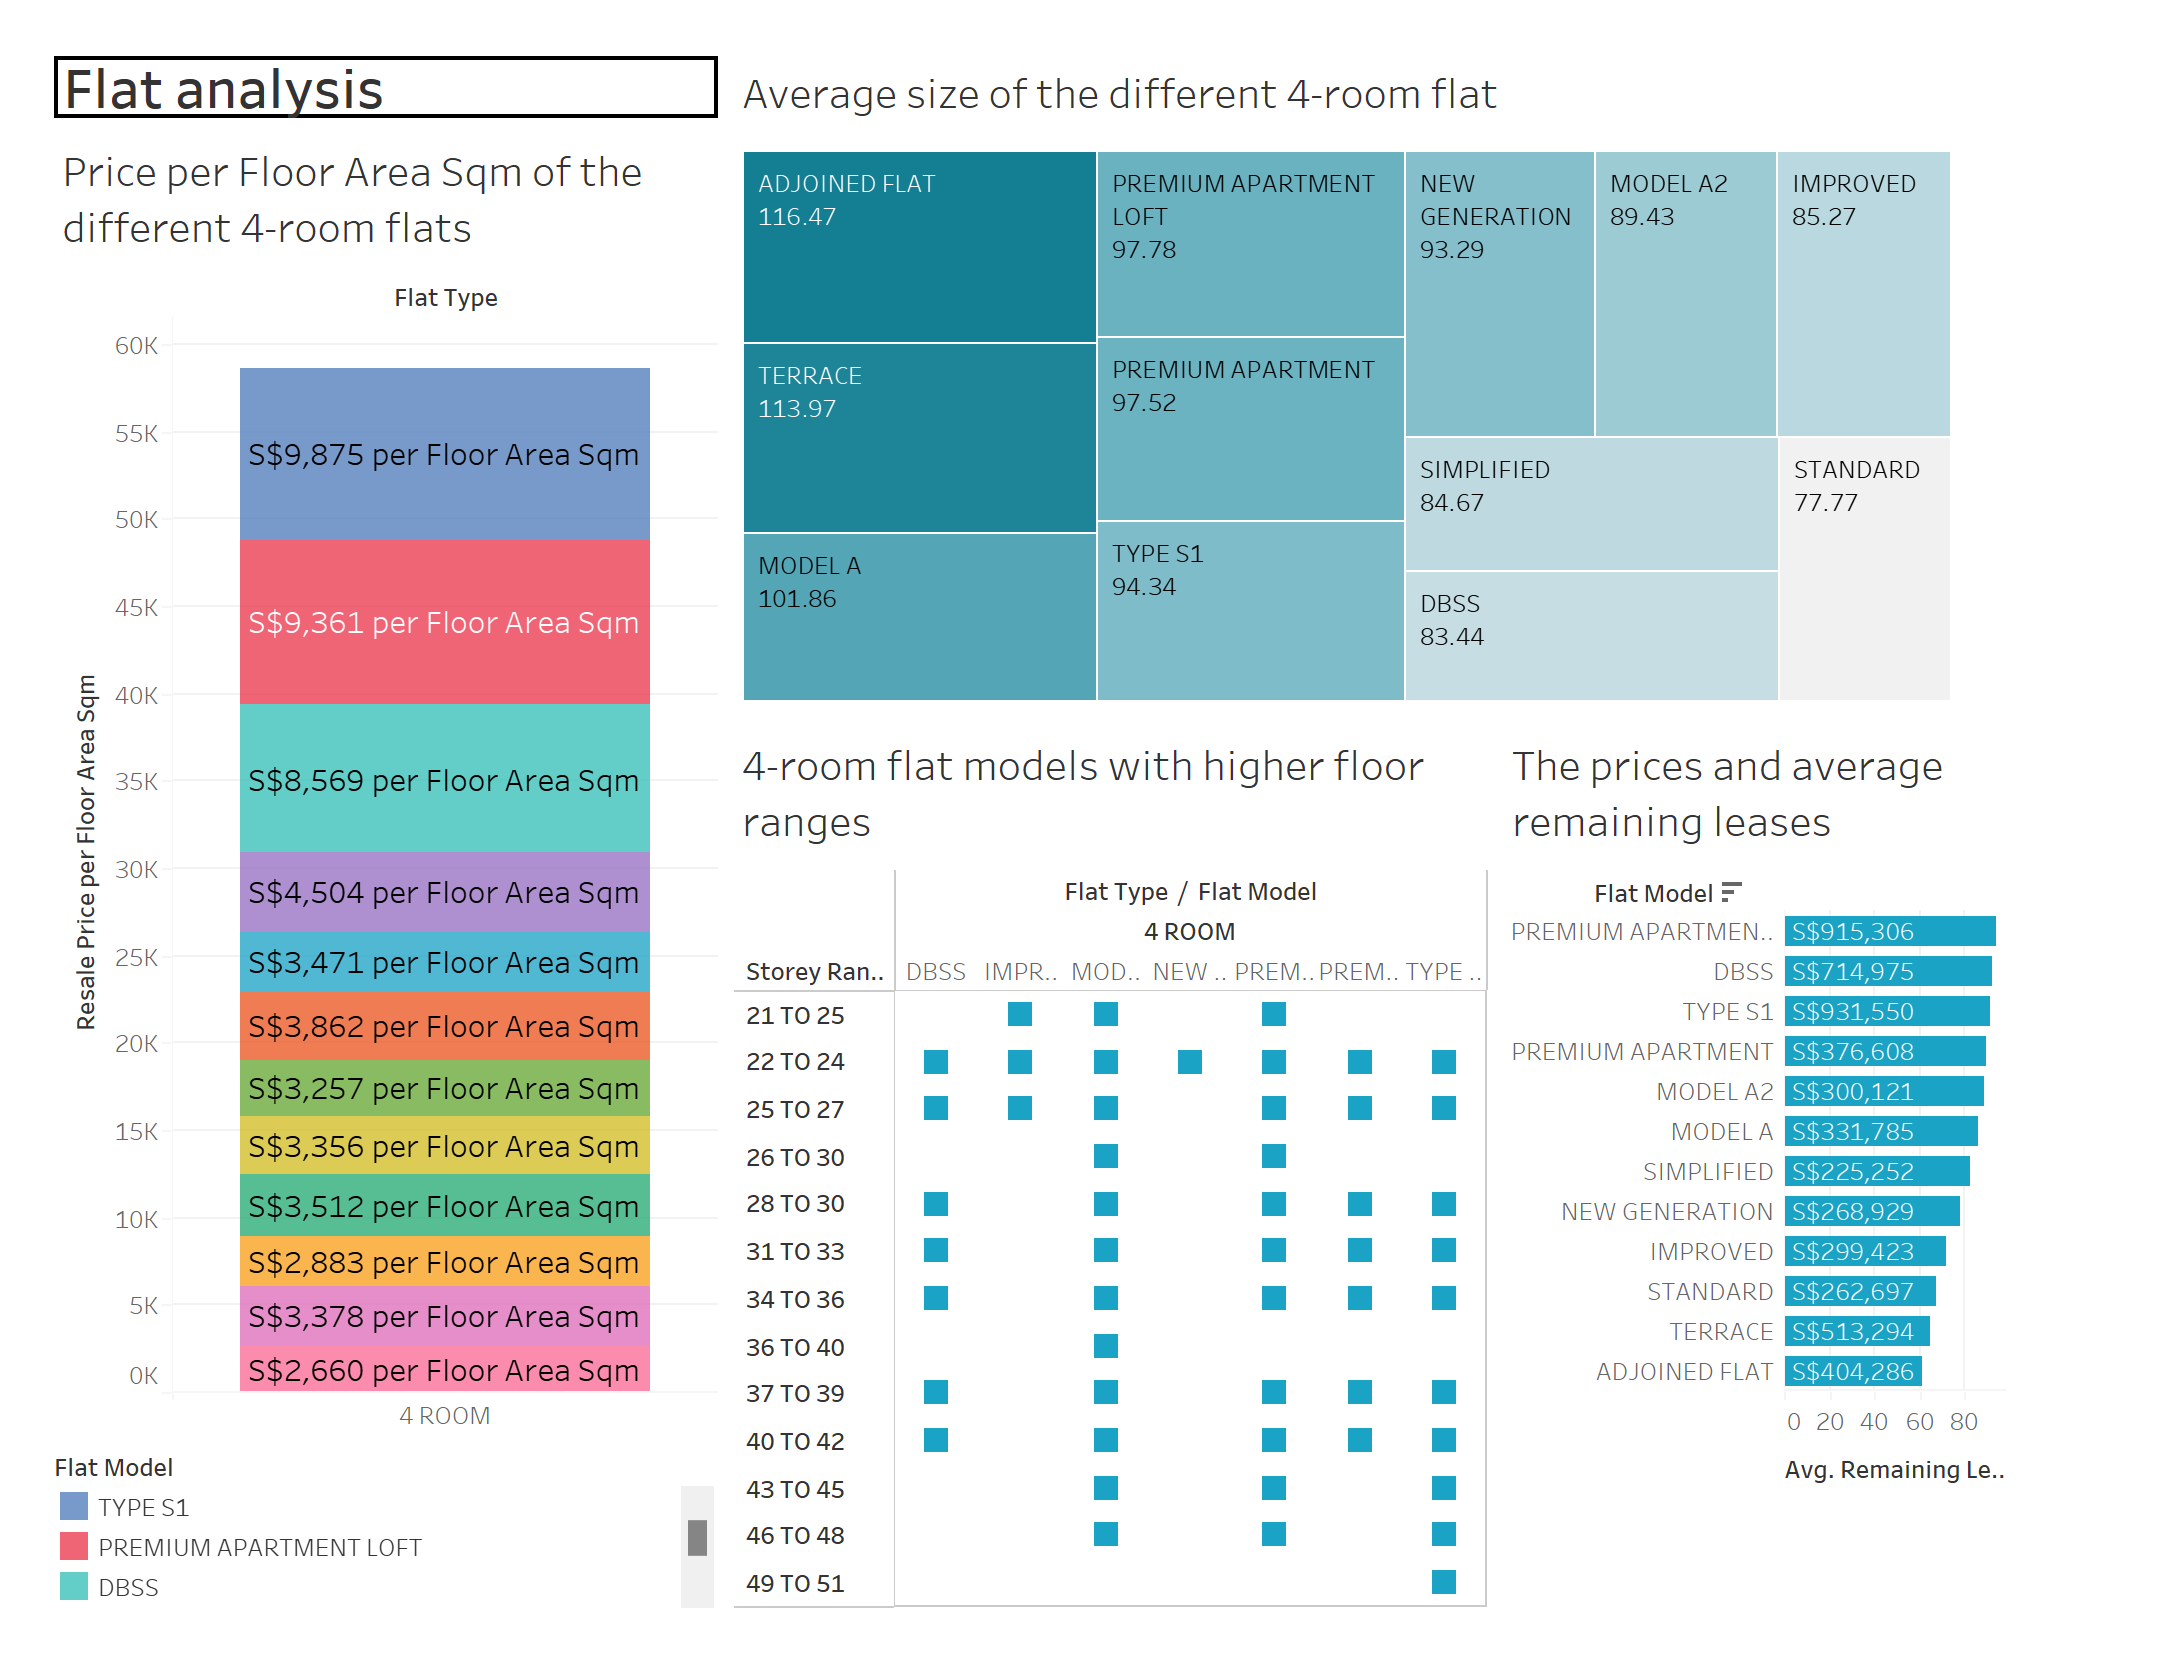 Flat analysis
Price per Floor Area Sqm of the
different 4-room flats
Flat Type
Resale Price per Floor Area Sqm
60K
55K
50K
45K
40K
35K
30K
25K
20K
15K
10K
5K
0K
S$9,875 per Floor Area Sqm
S$9,361 per Floor Area Sqm
S$8,569 per Floor Area Sqm
S$4,504 per Floor Area Sqm
S$3,471 per Floor Area Sqm
S$3,862 per Floor Area Sqm
S$3,257 per Floor Area Sqm
S$3,356 per Floor Area Sqm
S$3,512 per Floor Area Sqm
S$2,883 per Floor Area Sqm
S$3,378 per Floor Area Sqm
S$2,660 per Floor Area Sqm
4 ROOM
Flat Model
TYPE S1
PREMIUM APARTMENT LOFT
DBSS
Average size of the different 4-room flat
ADJOINED FLAT
116.47
TERRACE
113.97
MODEL A
101.86
PREMIUM APARTMENT
LOFT
97.78
PREMIUM APARTMENT
97.52
TYPE S1
94.34
NEW
GENERATION
93.29
MODEL A2
89.43
IMPROVED
85.27
SIMPLIFIED
84.67
DBSS
83.44
STANDARD
77.77
4-room flat models with higher floor
ranges
Flat Type / Flat Model
4 ROOM
Storey Ran.. DBSS IMPR.. MOD.. NEW .. PREM.. PREM.. TYPE ..
21 TO 25
22 TO 24
25 TO 27
26 TO 30
28 TO 30
31 TO 33
34 TO 36
36 TO 40
37 TO 39
40 TO 42
43 TO 45
46 TO 48
49 TO 51
The prices and average
remaining leases
Flat Model
PREMIUM APARTMEN.. S$915,306
DBSS S$714,975
TYPE S1 S$931,550
PREMIUM APARTMENT S$376,608
MODEL A2 S$300,121
MODEL A S$331,785
SIMPLIFIED S$225,252
NEW GENERATION S$268,929
IMPROVED S$299,423
STANDARD S$262,697
TERRACE S$513,294
ADJOINED FLAT S$404,286
0 20 40 60 80
Avg. Remaining Le..